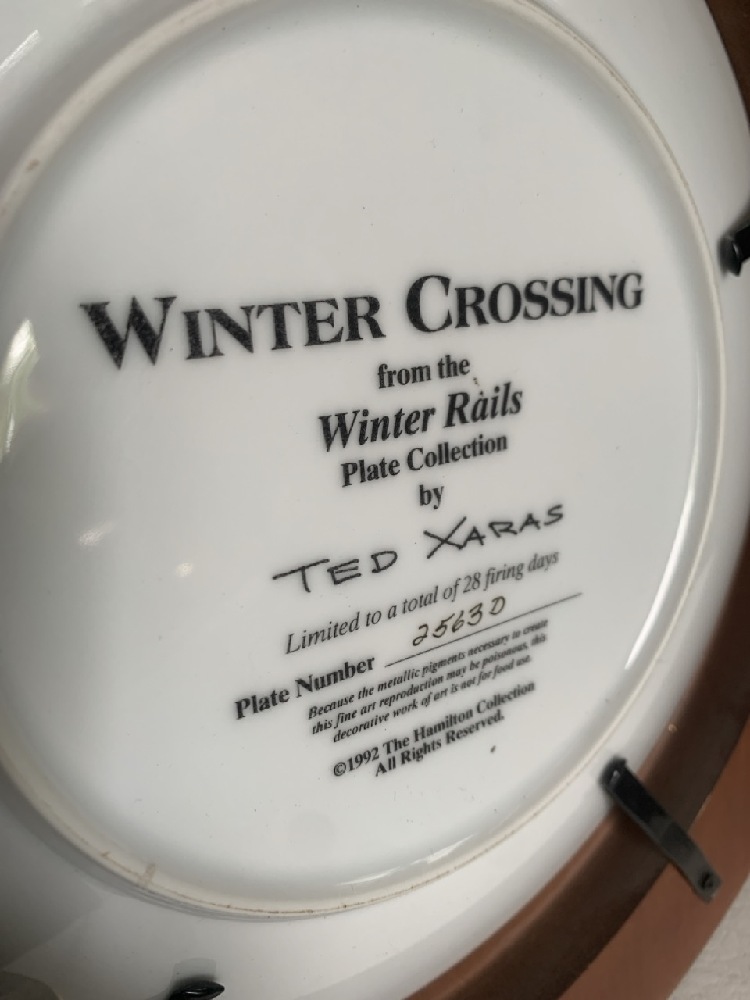 WINTER CROSSING
from the
Winter Rails
Plate Collection
by
TED XARAS
Limited to a total of 28 firing days
Plate Number 2563D
Because the metallic pigments necessary to create
this fine art reproduction may be poisonous, this
decorative work of art is not for food use.
©1992 The Hamilton Collection
All Rights Reserved.